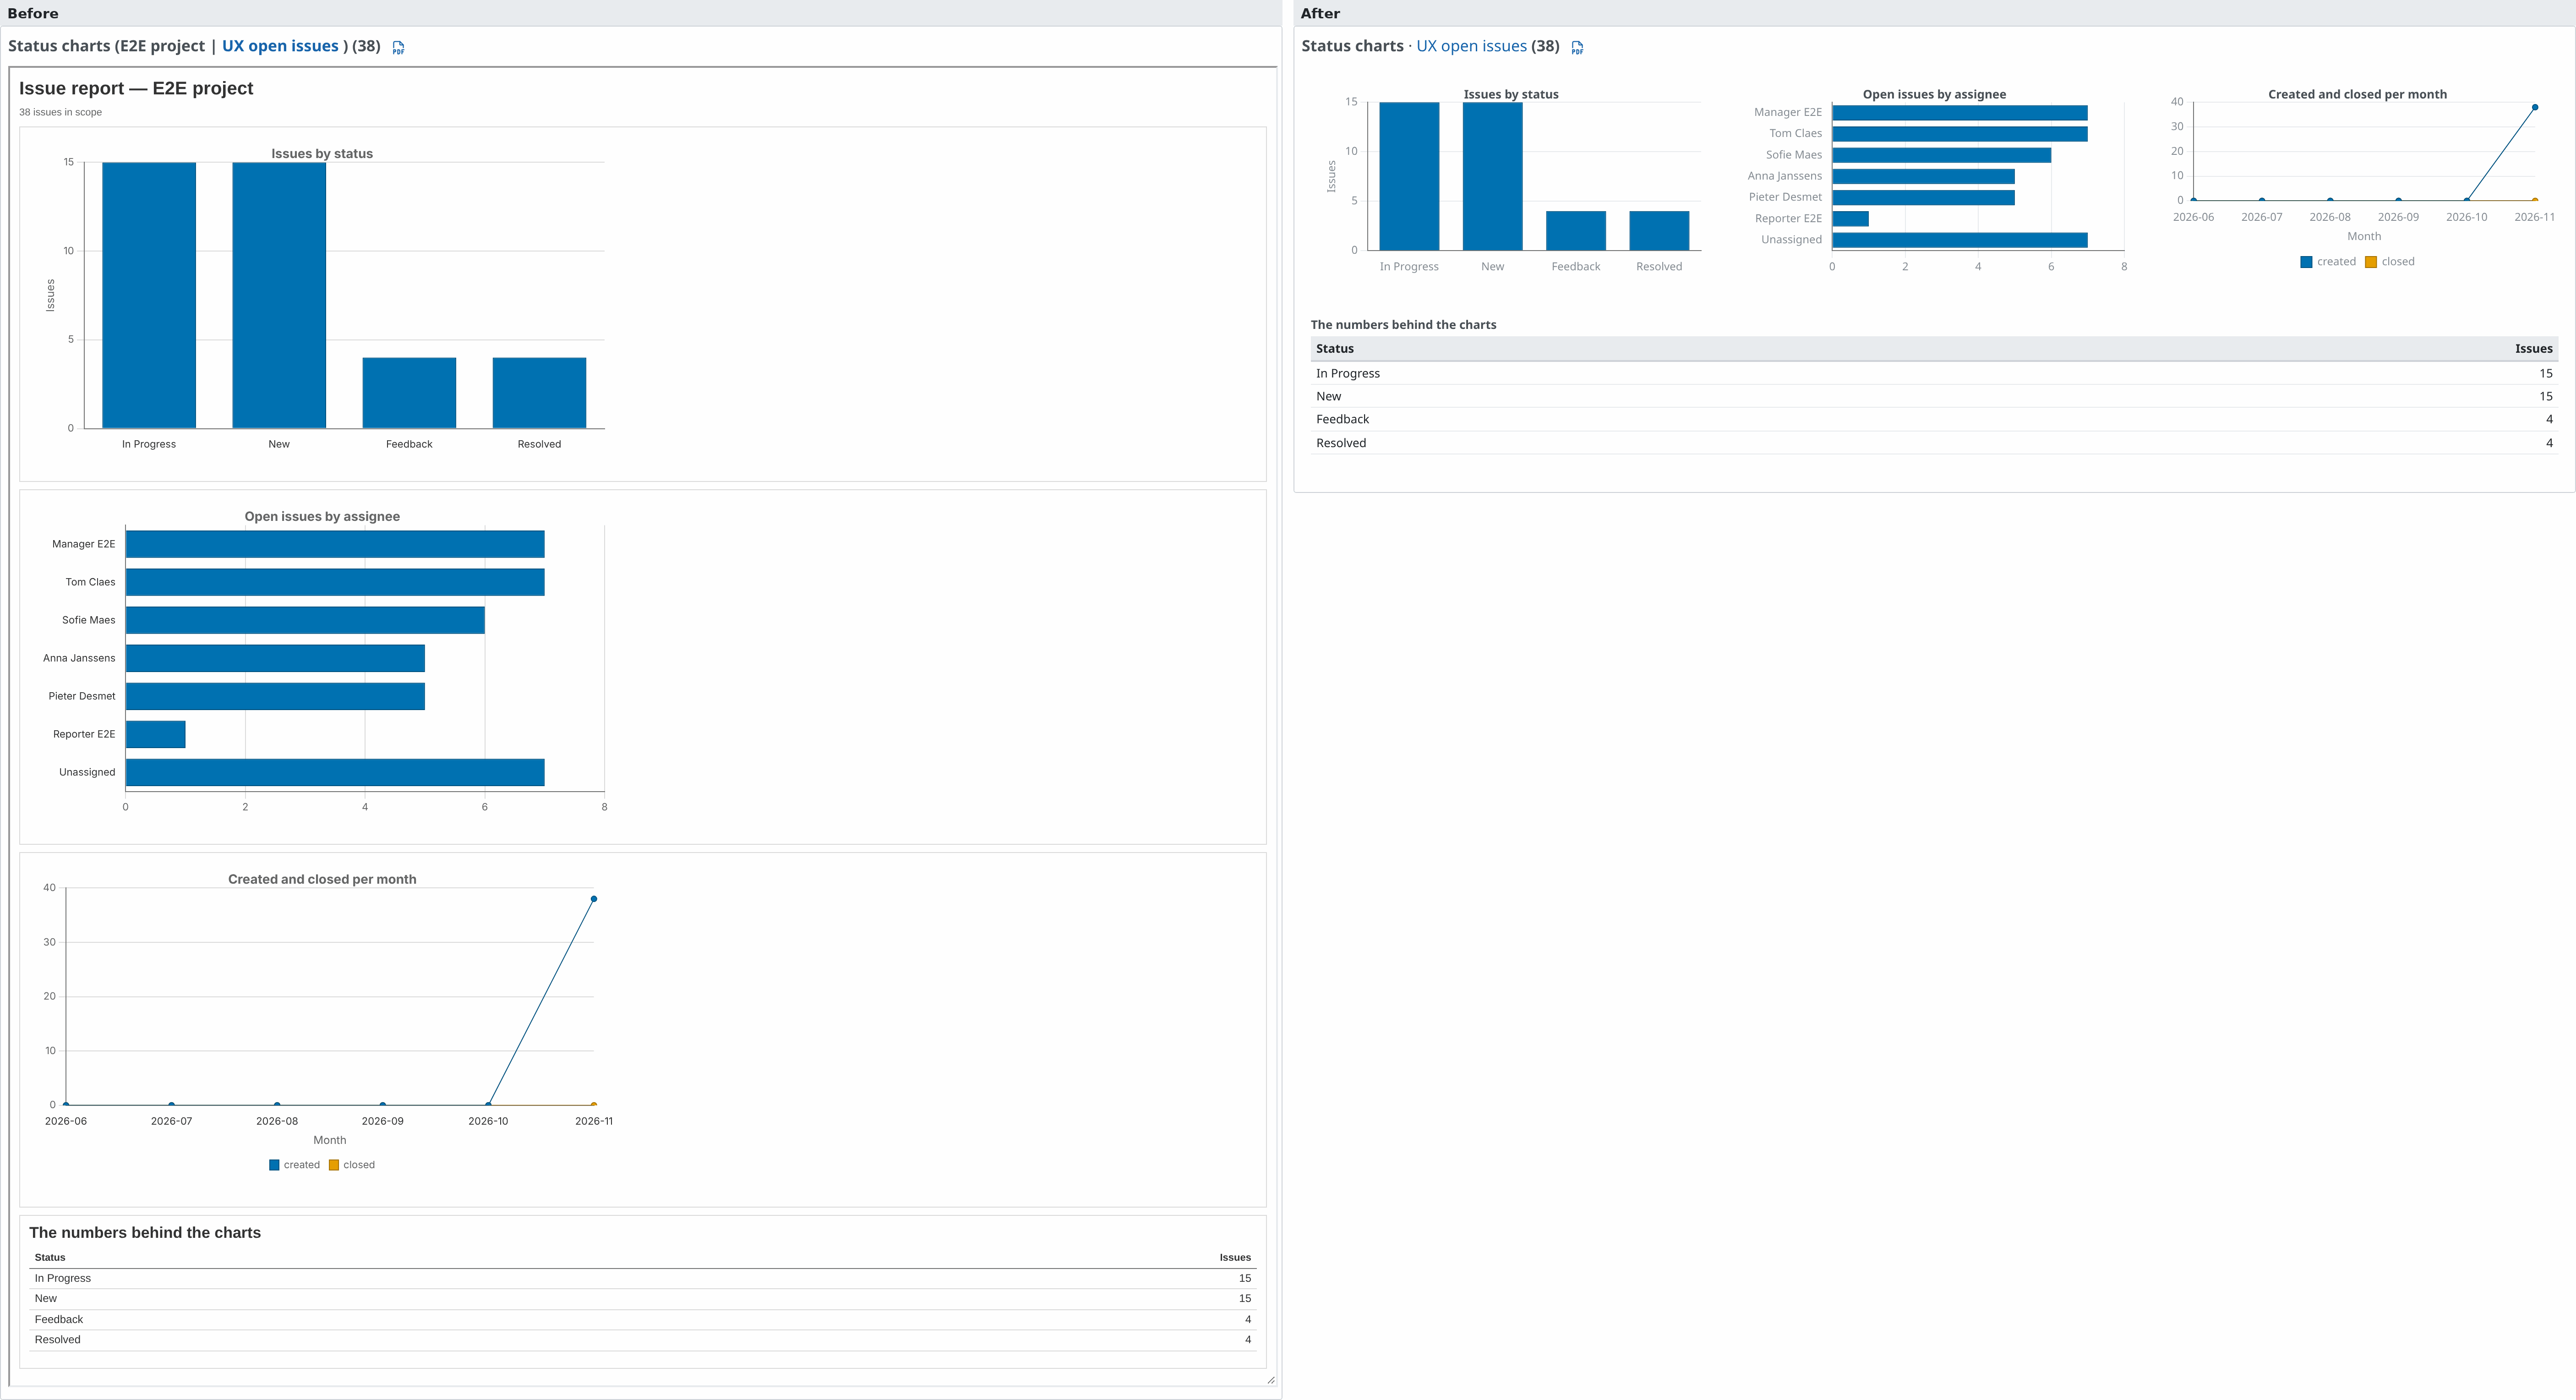 Before
Status charts (E2E project | UX open issues ) (38) PDF
Issue report — E2E project
38 issues in scope
Issues by status
15
10
5
0
Issues
In Progress New Feedback Resolved
Open issues by assignee
Manager E2E
Tom Claes
Sofie Maes
Anna Janssens
Pieter Desmet
Reporter E2E
Unassigned
0 2 4 6 8
Created and closed per month
40
30
20
10
0
2026-06 2026-07 2026-08 2026-09 2026-10 2026-11
Month
created closed
The numbers behind the charts
Status Issues
In Progress 15
New 15
Feedback 4
Resolved 4
After
Status charts · UX open issues (38) PDF
Issues by status
15
10
5
0
Issues
In Progress New Feedback Resolved
Open issues by assignee
Manager E2E
Tom Claes
Sofie Maes
Anna Janssens
Pieter Desmet
Reporter E2E
Unassigned
0 2 4 6 8
Created and closed per month
40
30
20
10
0
2026-06 2026-07 2026-08 2026-09 2026-10 2026-11
Month
created closed
The numbers behind the charts
Status Issues
In Progress 15
New 15
Feedback 4
Resolved 4